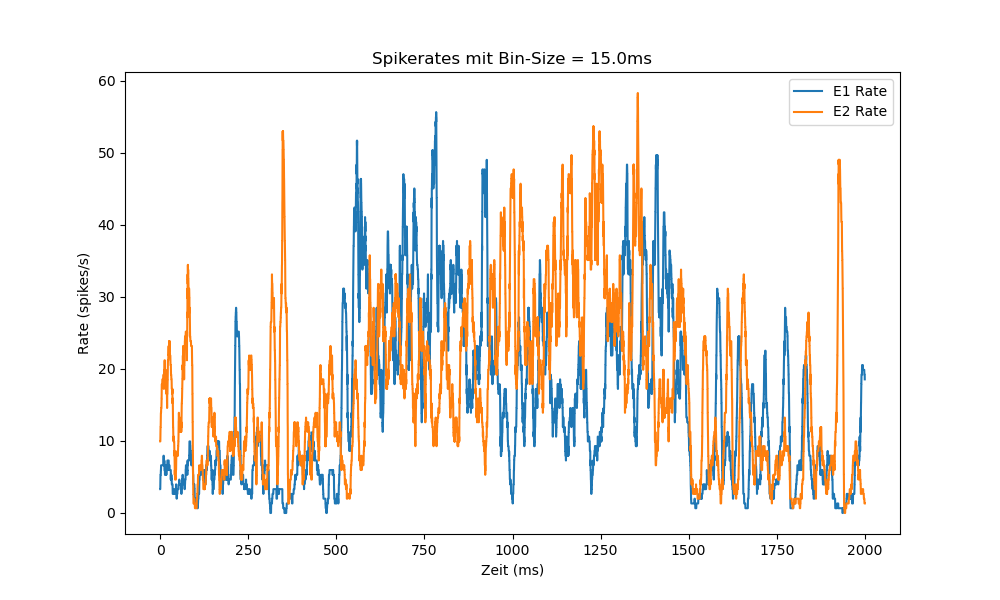 Spikerates mit Bin-Size = 15.0ms
E1 Rate
E2 Rate
60
50
40
30
20
10
0
Rate (spikes/s)
0 250 500 750 1000 1250 1500 1750 2000
Zeit (ms)